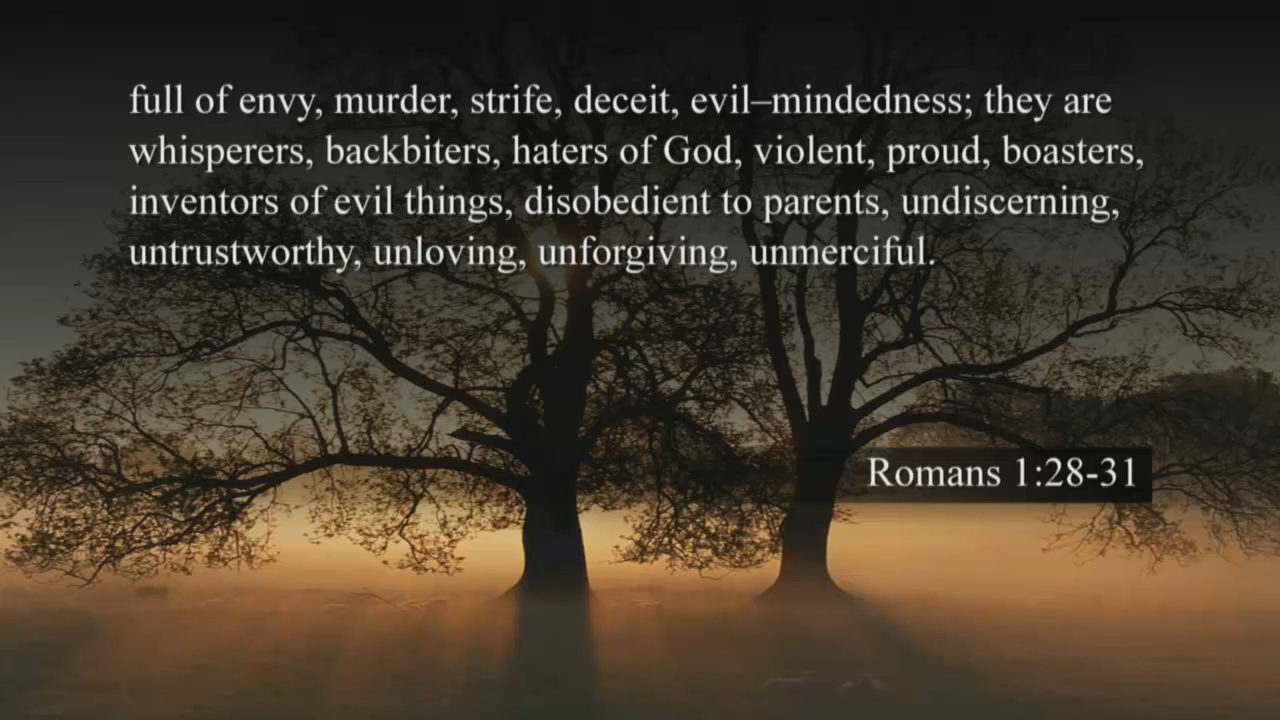 full of envy, murder, strife, deceit, evil–mindedness; they are
whisperers, backbiters, haters of God, violent, proud, boasters,
inventors of evil things, disobedient to parents, undiscerning,
untrustworthy, unloving, unforgiving, unmerciful.
Romans 1:28-31